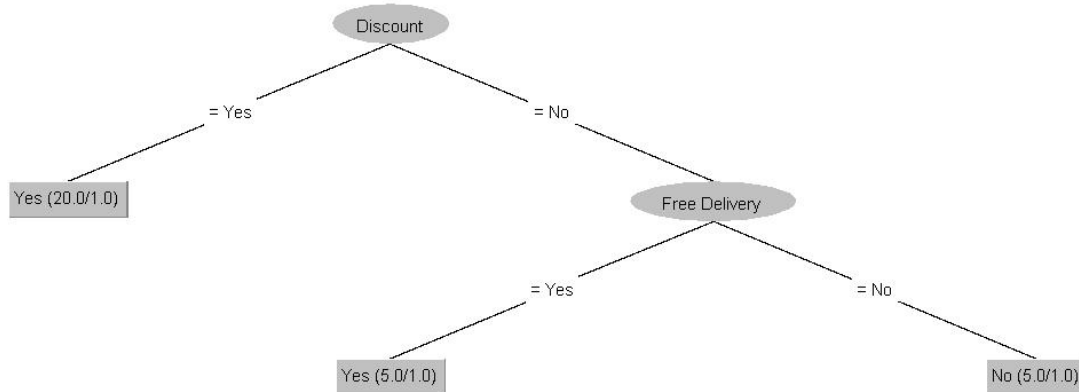 Discount
= Yes
= No
Yes (20.0/1.0)
Free Delivery
= Yes
= No
Yes (5.0/1.0)
No (5.0/1.0)